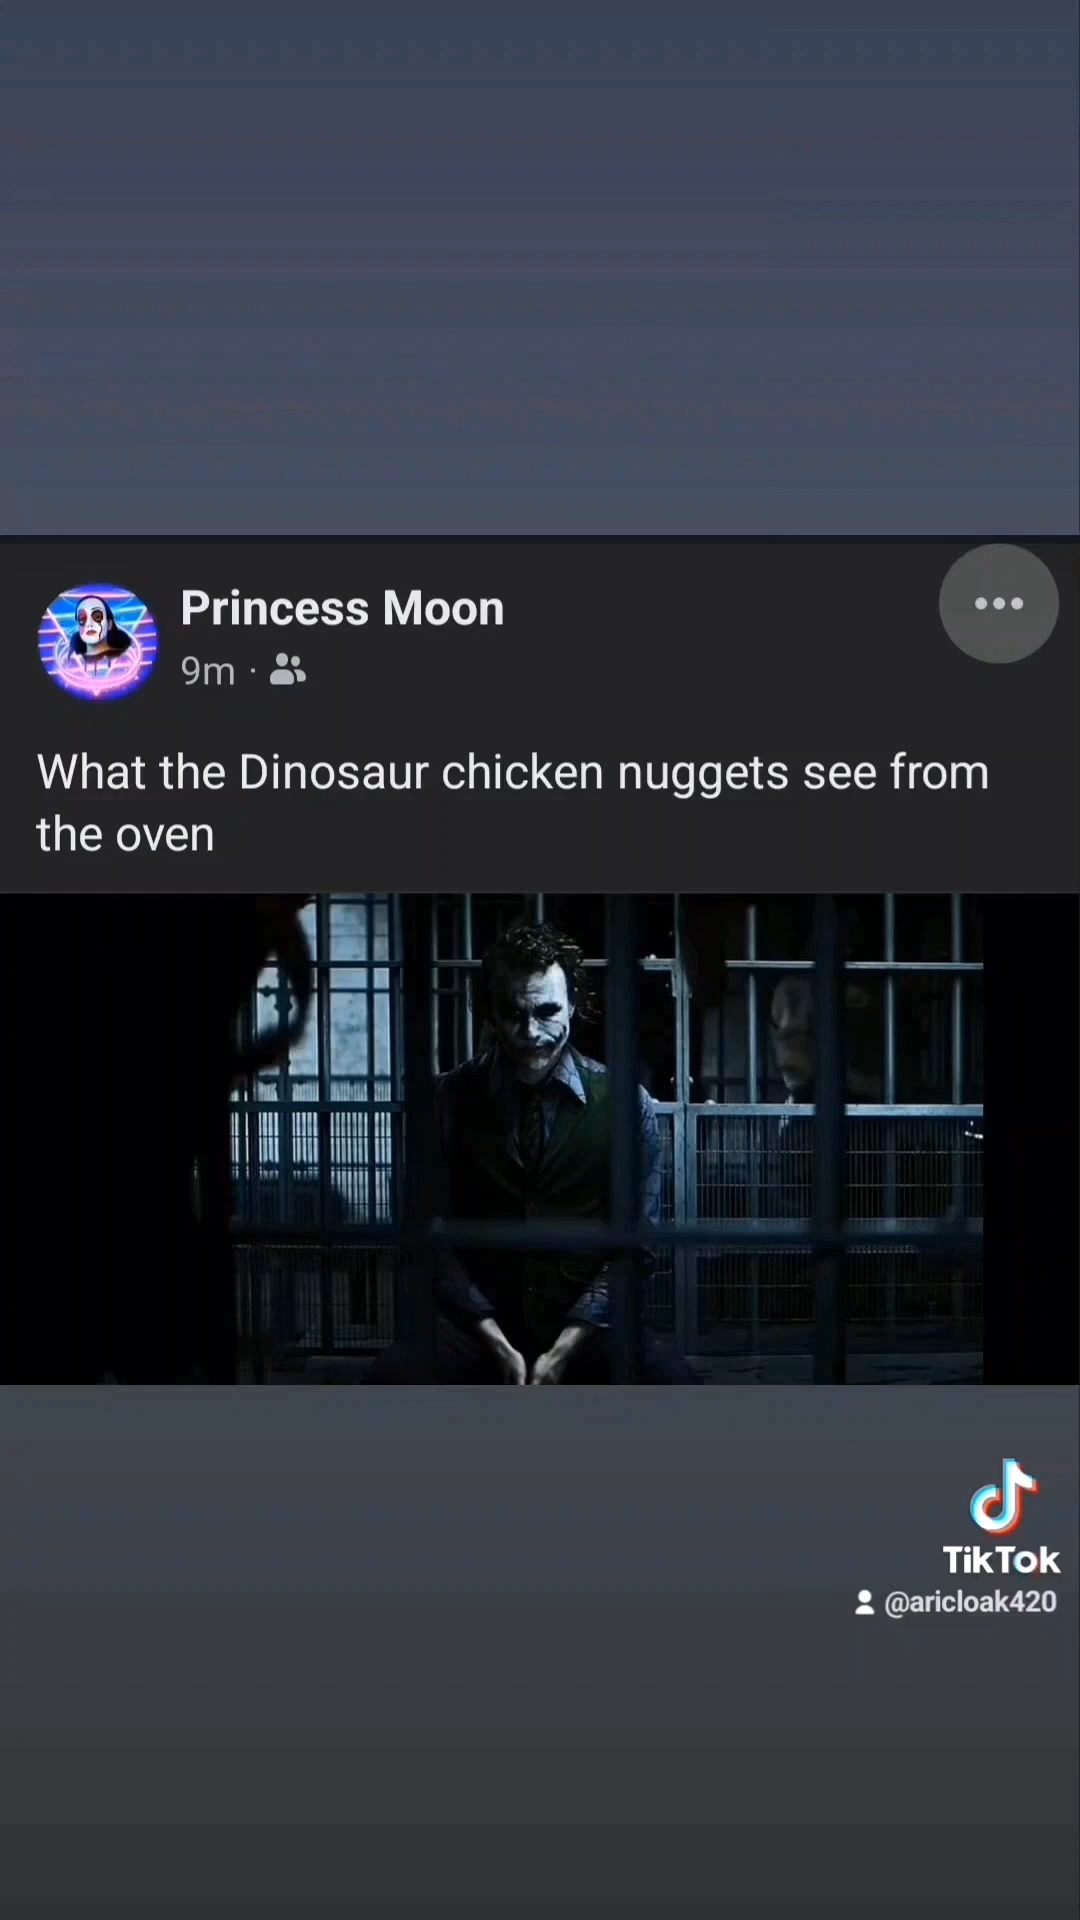 Princess Moon
9m ·
What the Dinosaur chicken nuggets see from
the oven
TikTok
@aricloak420